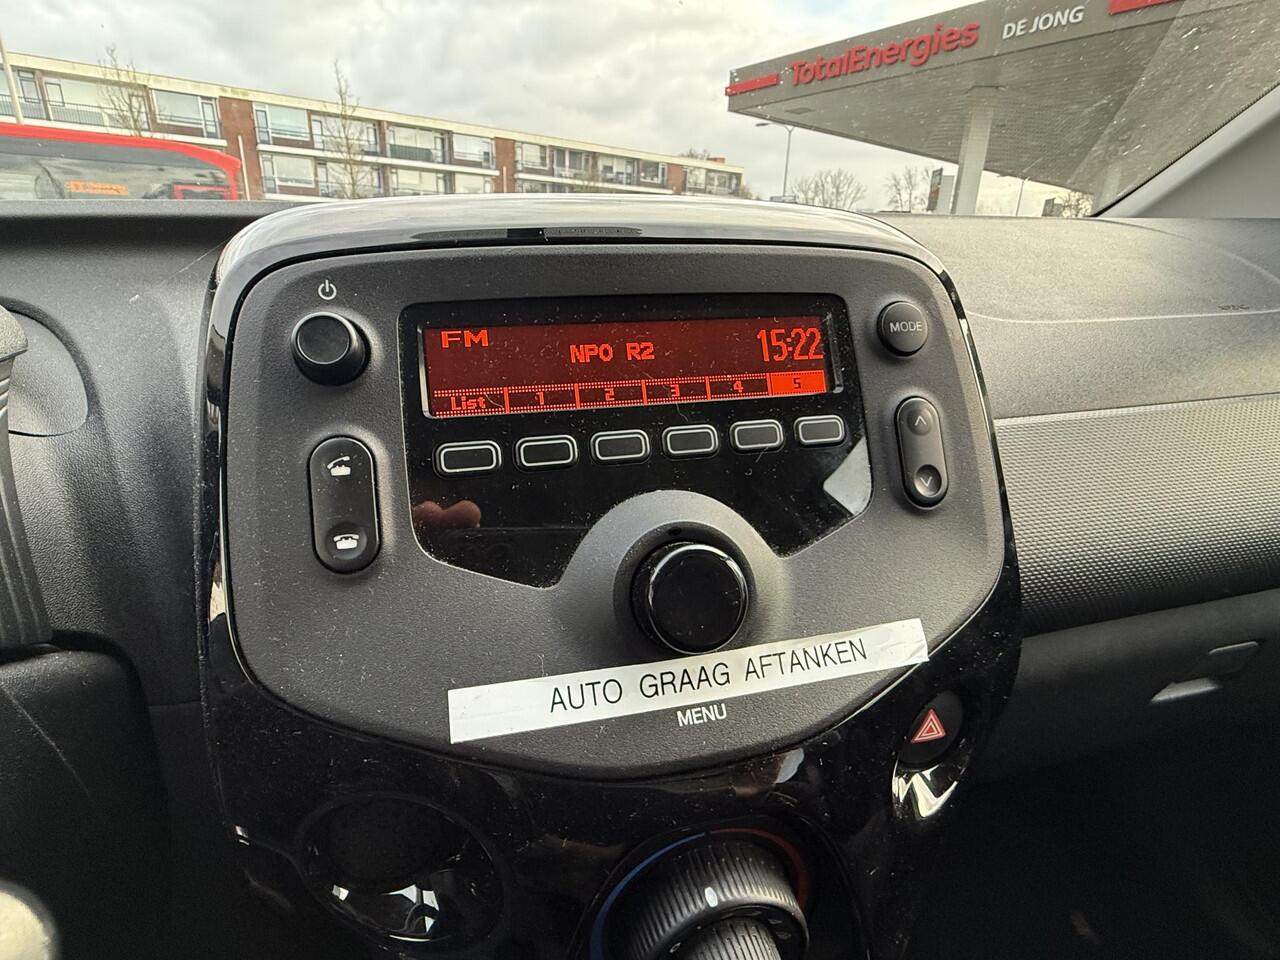 TotalEnergies DE JONG
FM
NPO R2
15:22
List 1 2 3 4 5
MODE
AUTO GRAAG AFTANKEN
MENU